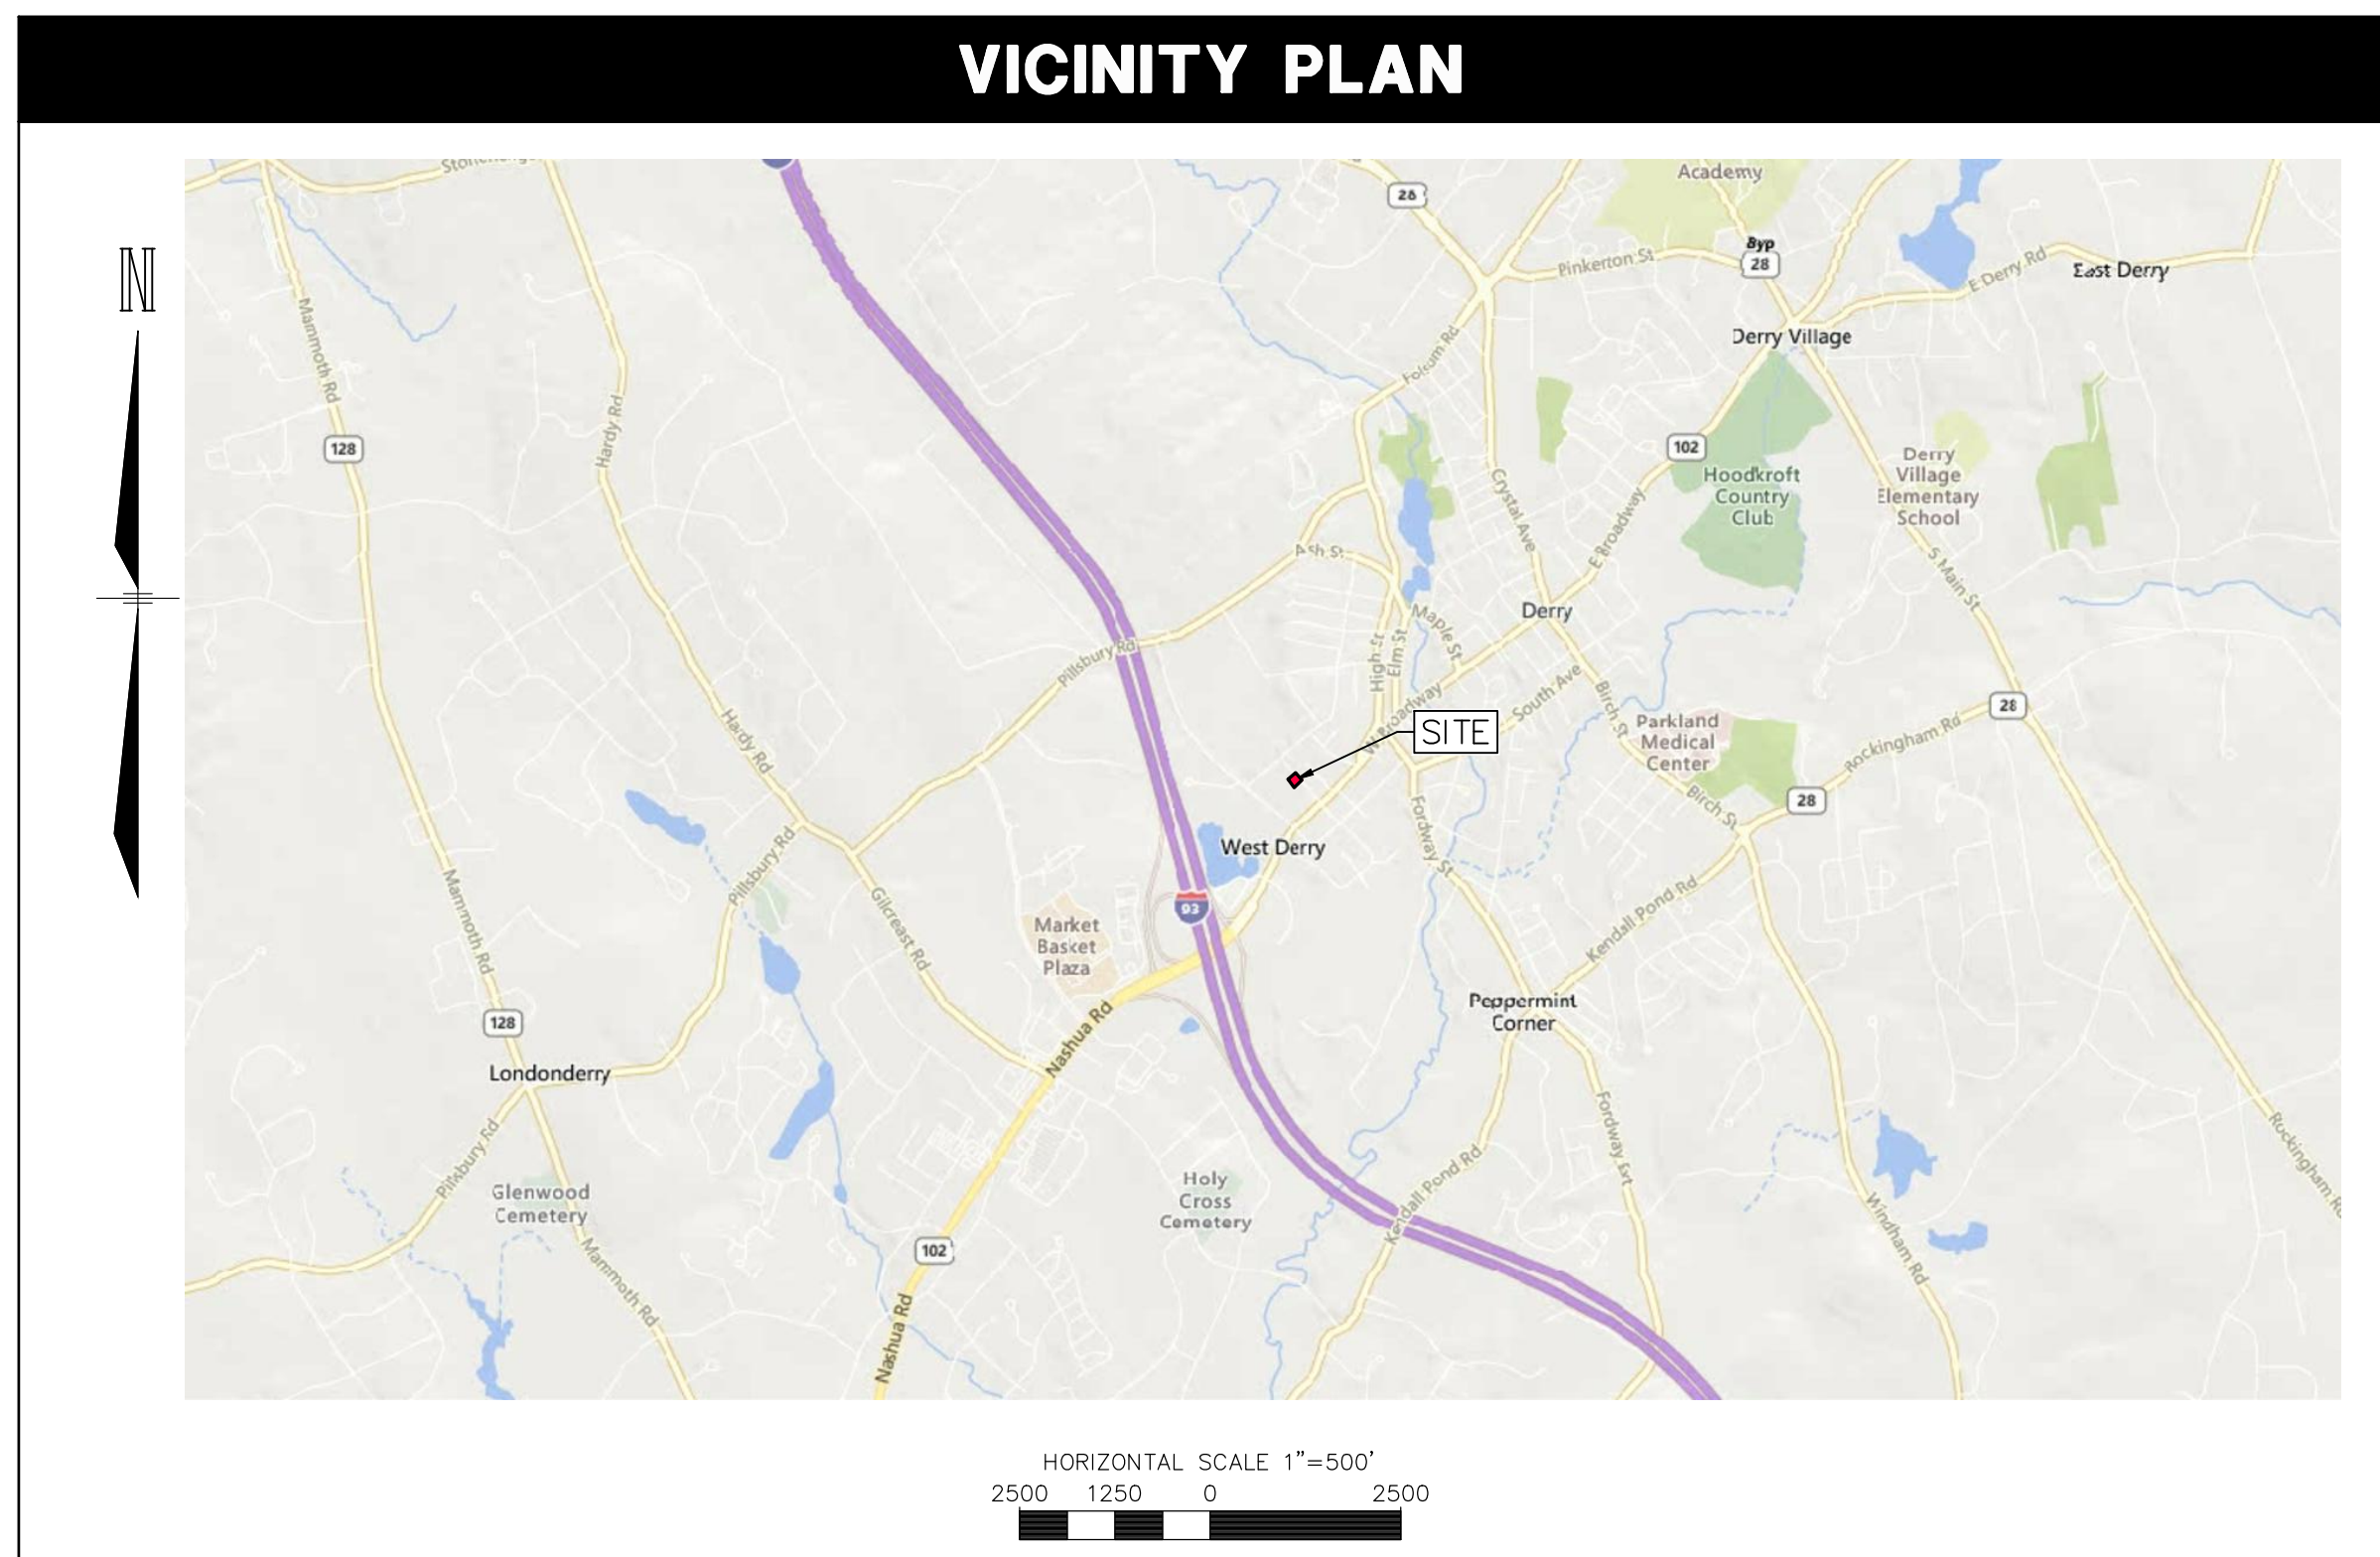 VICINITY PLAN
N
28
Academy
Byp
28
Pinkerton St
E Derry Rd
East Derry
Derry Village
Mammoth Rd
Folsum Rd
Hardy Rd
128
102
Hoodkroft
Country
Club
Derry
Village
Elementary
School
Crystal Ave
E Broadway
Ash St
S Main St
Maple St
Derry
High St
Elm St
Pillsbury Rd
W Broadway
South Ave
Birch St
SITE
Parkland
Medical
Center
28
Rockingham Rd
Hardy Rd
Birch St
28
Fordway St
Pillsbury Rd
West Derry
Mammoth Rd
Gilcreast Rd
93
Kendall Pond Rd
Market
Basket
Plaza
Peppermint
Corner
128
Nashua Rd
Londonderry
Pillsbury Rd
Fordway Ext
Rockingham
Glenwood
Cemetery
Holy
Cross
Cemetery
Kendall Pond Rd
Windham Rd
102
Mammoth Rd
Nashua Rd
HORIZONTAL SCALE 1"=500'
2500 1250 0 2500